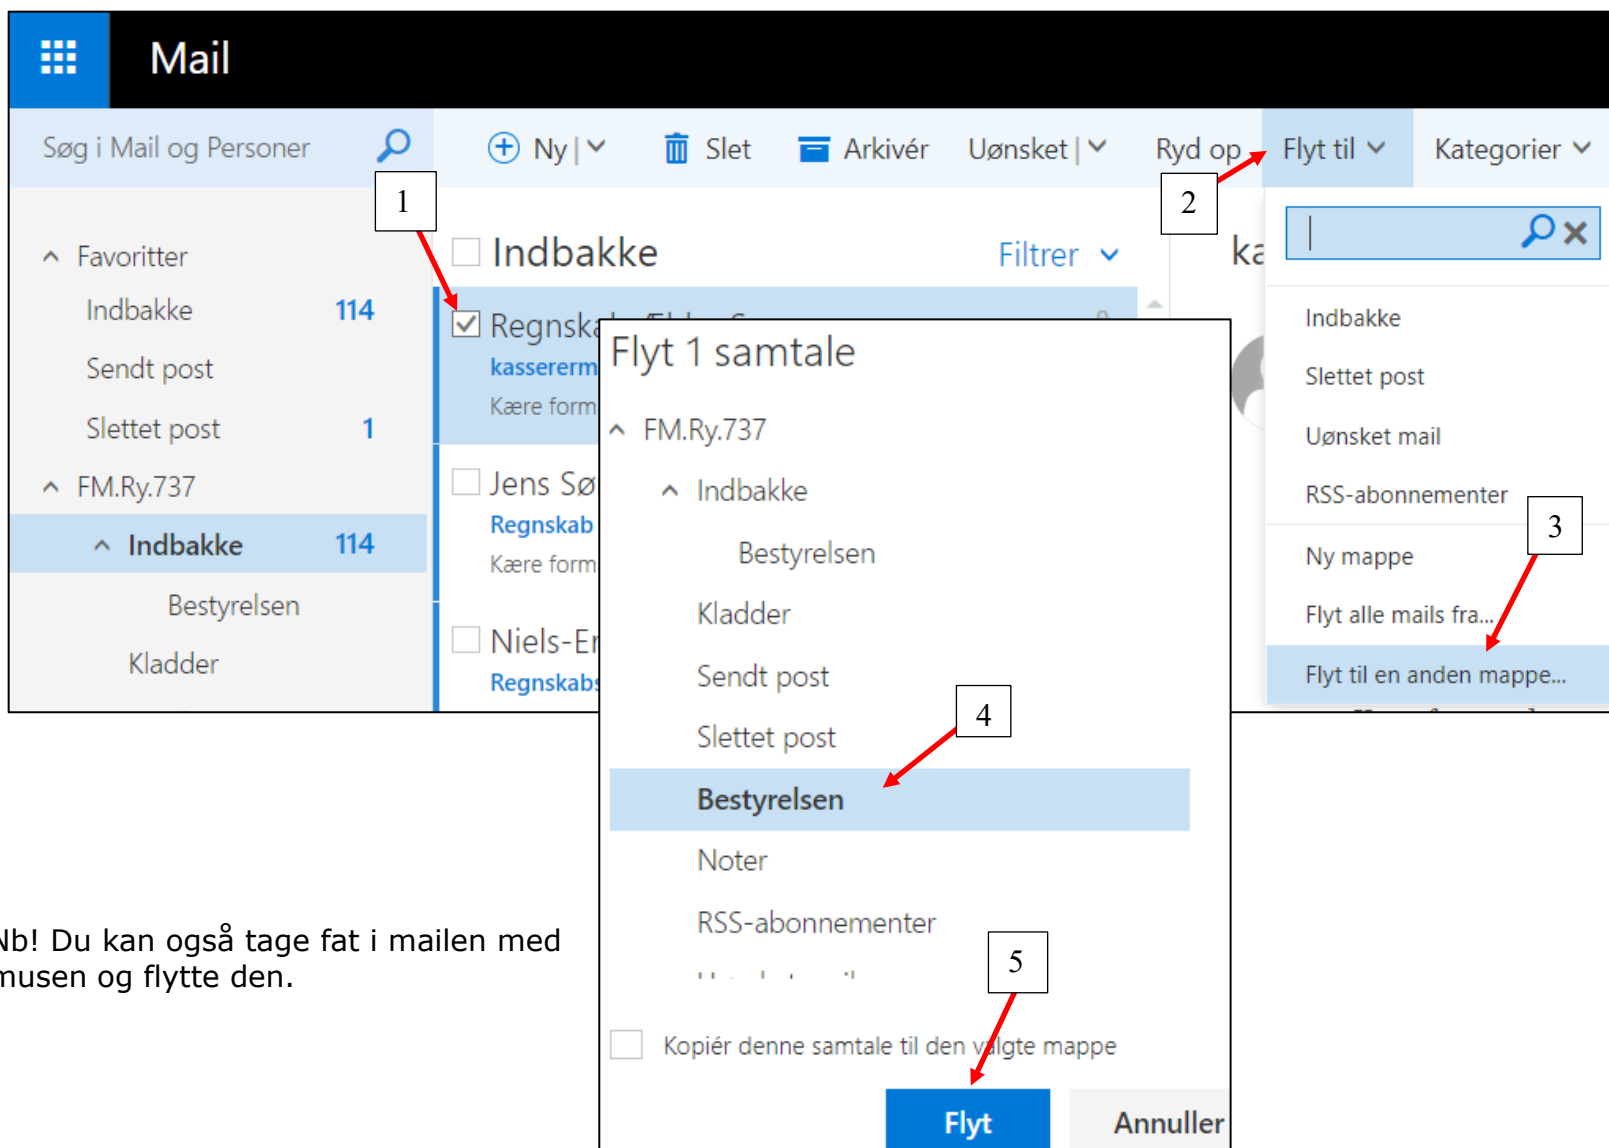 Mail
Søg i Mail og Personer
Ny
Slet
Arkivér
Uønsket
Ryd op
Flyt til
Kategorier
1
2
Favoritter
Indbakke 114
Sendt post
Slettet post 1
FM.Ry.737
Indbakke 114
Bestyrelsen
Kladder
Indbakke
Filtrer
Regnska
kassererm
Kære form
Jens Sø
Regnskab
Kære form
Niels-Er
Regnskabs
ka
Indbakke
Slettet post
Uønsket mail
RSS-abonnementer
3
Ny mappe
Flyt alle mails fra...
Flyt til en anden mappe...
Flyt 1 samtale
FM.Ry.737
Indbakke
Bestyrelsen
Kladder
Sendt post
4
Slettet post
Bestyrelsen
Noter
RSS-abonnementer
5
Kopiér denne samtale til den valgte mappe
Flyt
Annuller
Nb! Du kan også tage fat i mailen med
musen og flytte den.